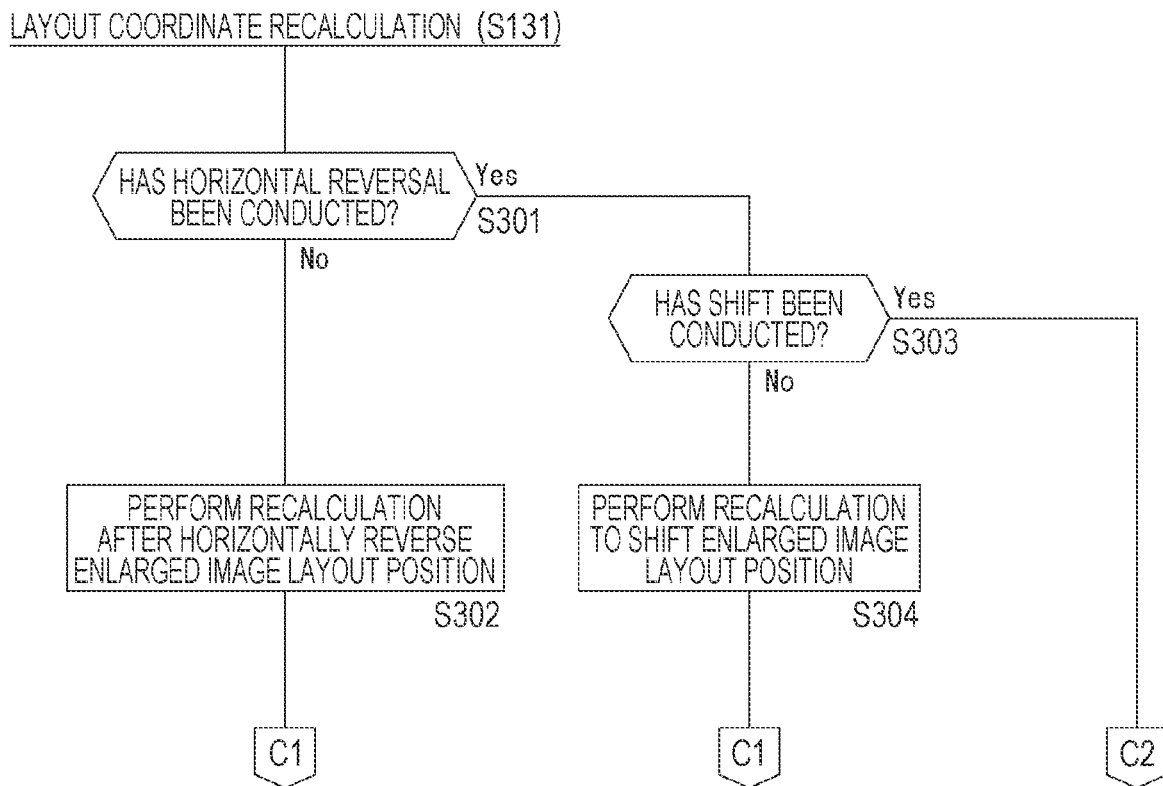 LAYOUT COORDINATE RECALCULATION (S131)
HAS HORIZONTAL REVERSAL
BEEN CONDUCTED?
Yes
S301
No
HAS SHIFT BEEN
CONDUCTED?
Yes
S303
No
PERFORM RECALCULATION
AFTER HORIZONTALLY REVERSE
ENLARGED IMAGE LAYOUT POSITION
S302
PERFORM RECALCULATION
TO SHIFT ENLARGED IMAGE
LAYOUT POSITION
S304
C1
C1
C2